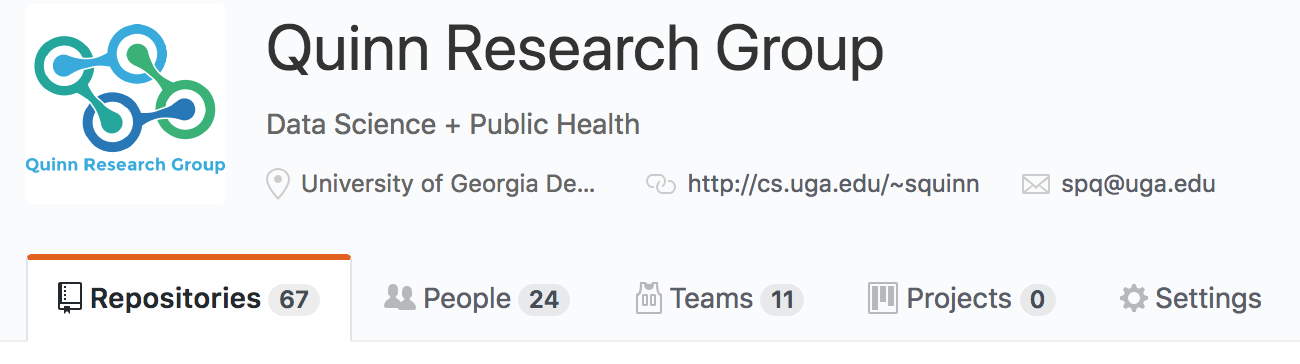 Quinn Research Group
Quinn Research Group
Data Science + Public Health
University of Georgia De... http://cs.uga.edu/~squinn spq@uga.edu
Repositories 67 People 24 Teams 11 Projects 0 Settings